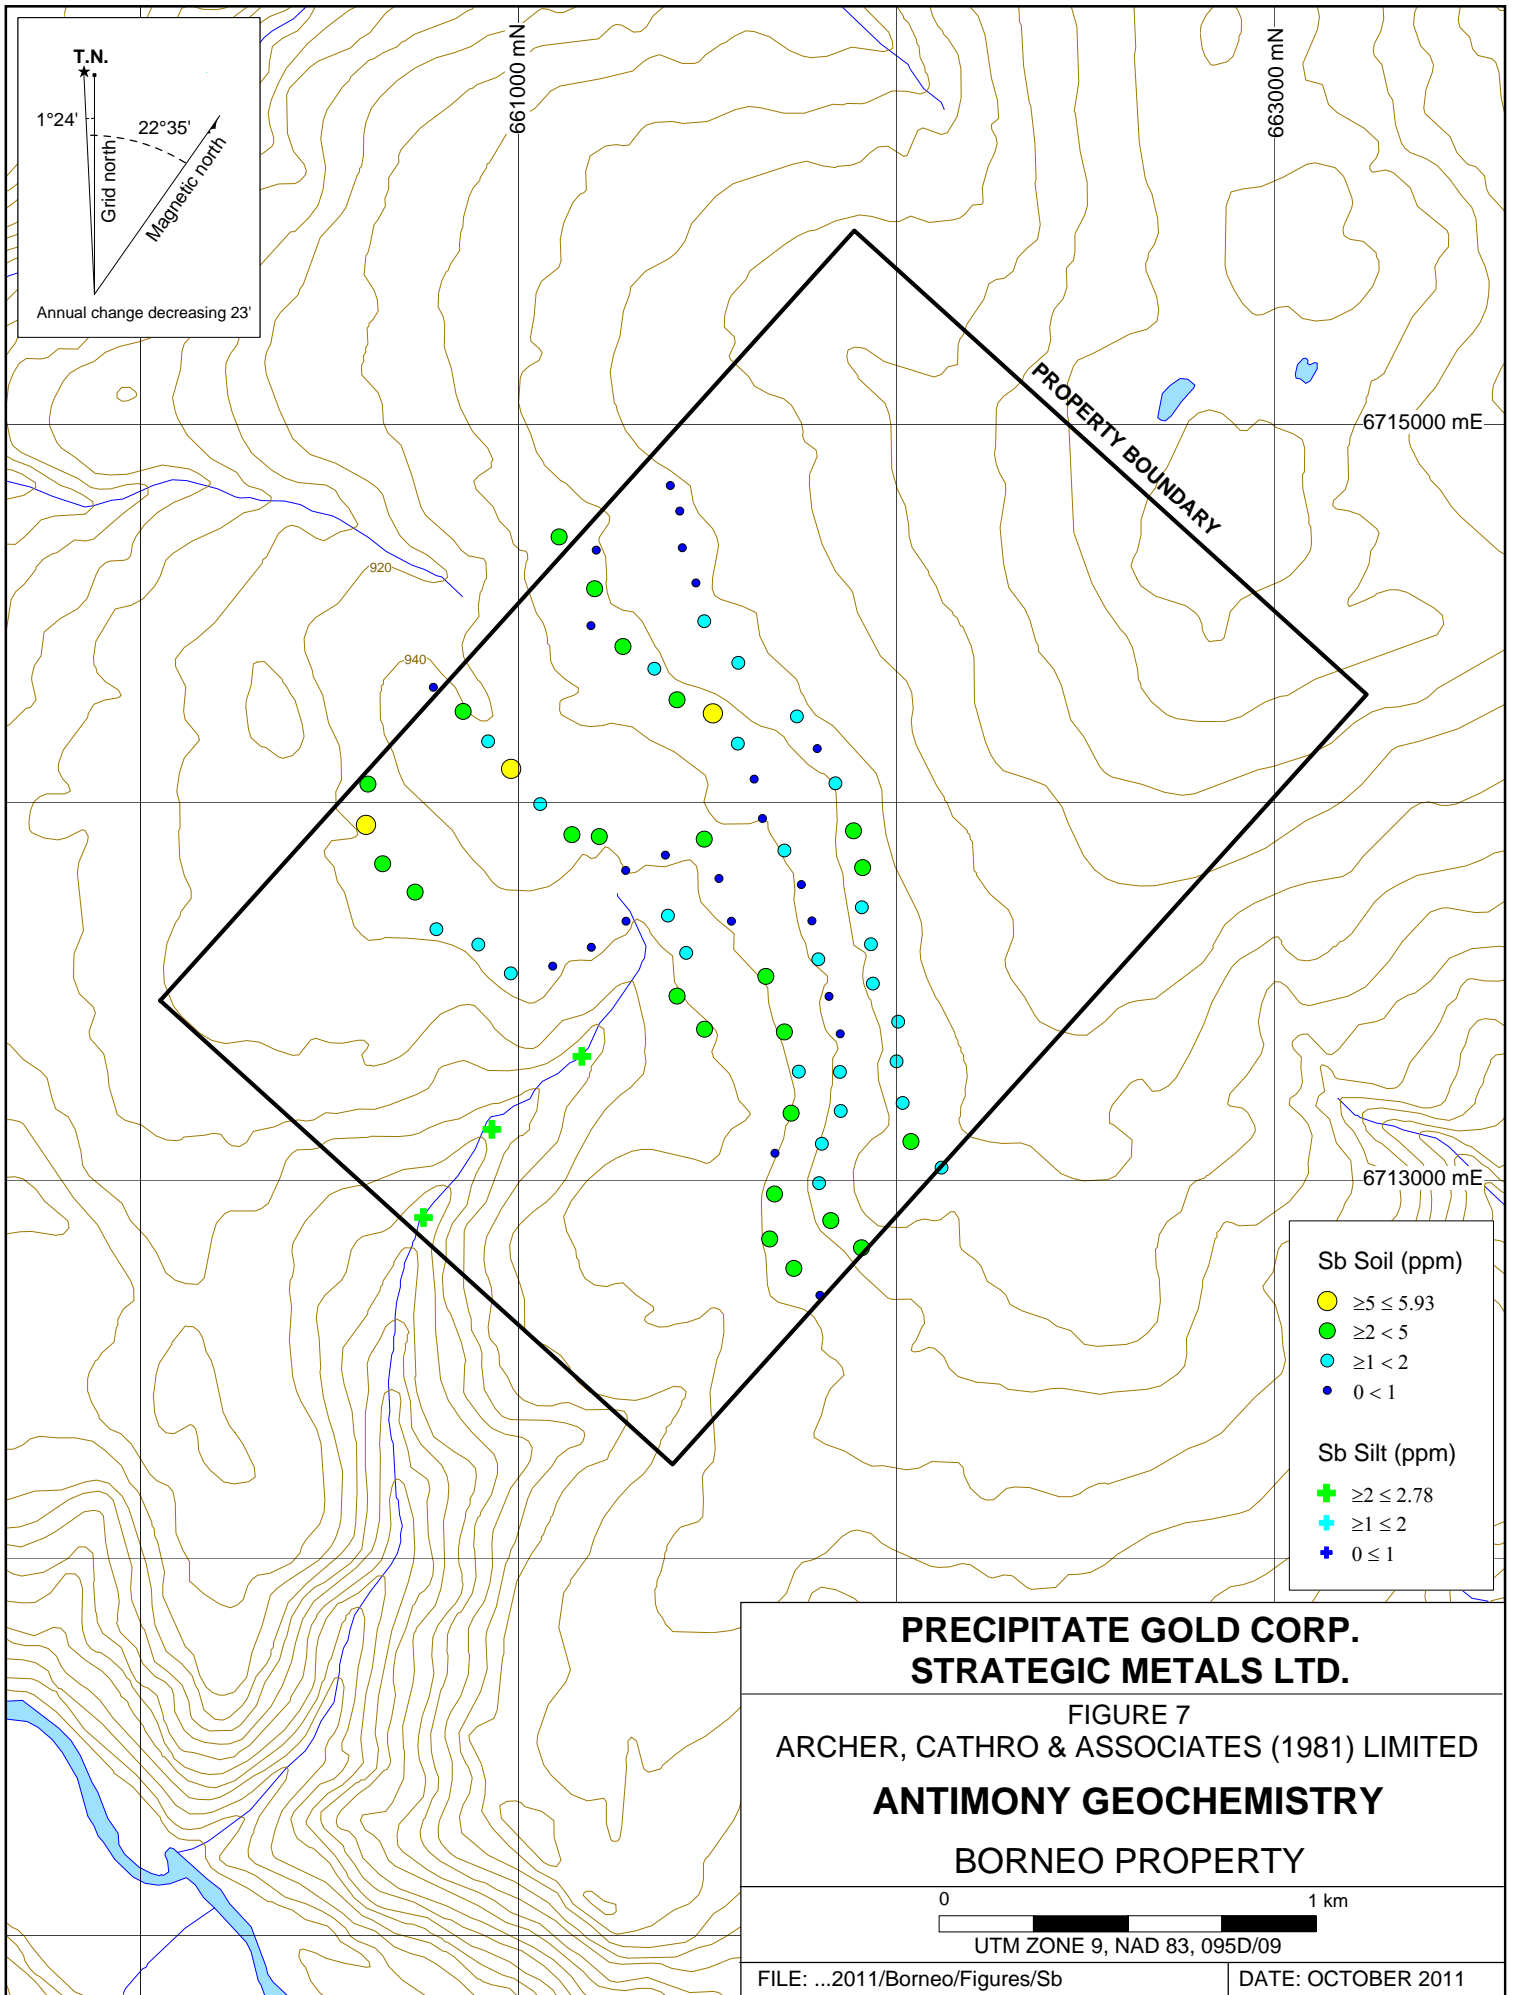 T.N.
1°24'
22°35'
Grid north
Magnetic north
Annual change decreasing 23'
661000 mN
663000 mN
PROPERTY BOUNDARY
6715000 mE
920
940
6713000 mE
Sb Soil (ppm)
≥5 ≤ 5.93
≥2 < 5
≥1 < 2
0 < 1
Sb Silt (ppm)
≥2 ≤ 2.78
≥1 ≤ 2
0 ≤ 1
PRECIPITATE GOLD CORP.
STRATEGIC METALS LTD.
FIGURE 7
ARCHER, CATHRO & ASSOCIATES (1981) LIMITED
ANTIMONY GEOCHEMISTRY
BORNEO PROPERTY
0 1 km
UTM ZONE 9, NAD 83, 095D/09
FILE: ...2011/Borneo/Figures/Sb
DATE: OCTOBER 2011